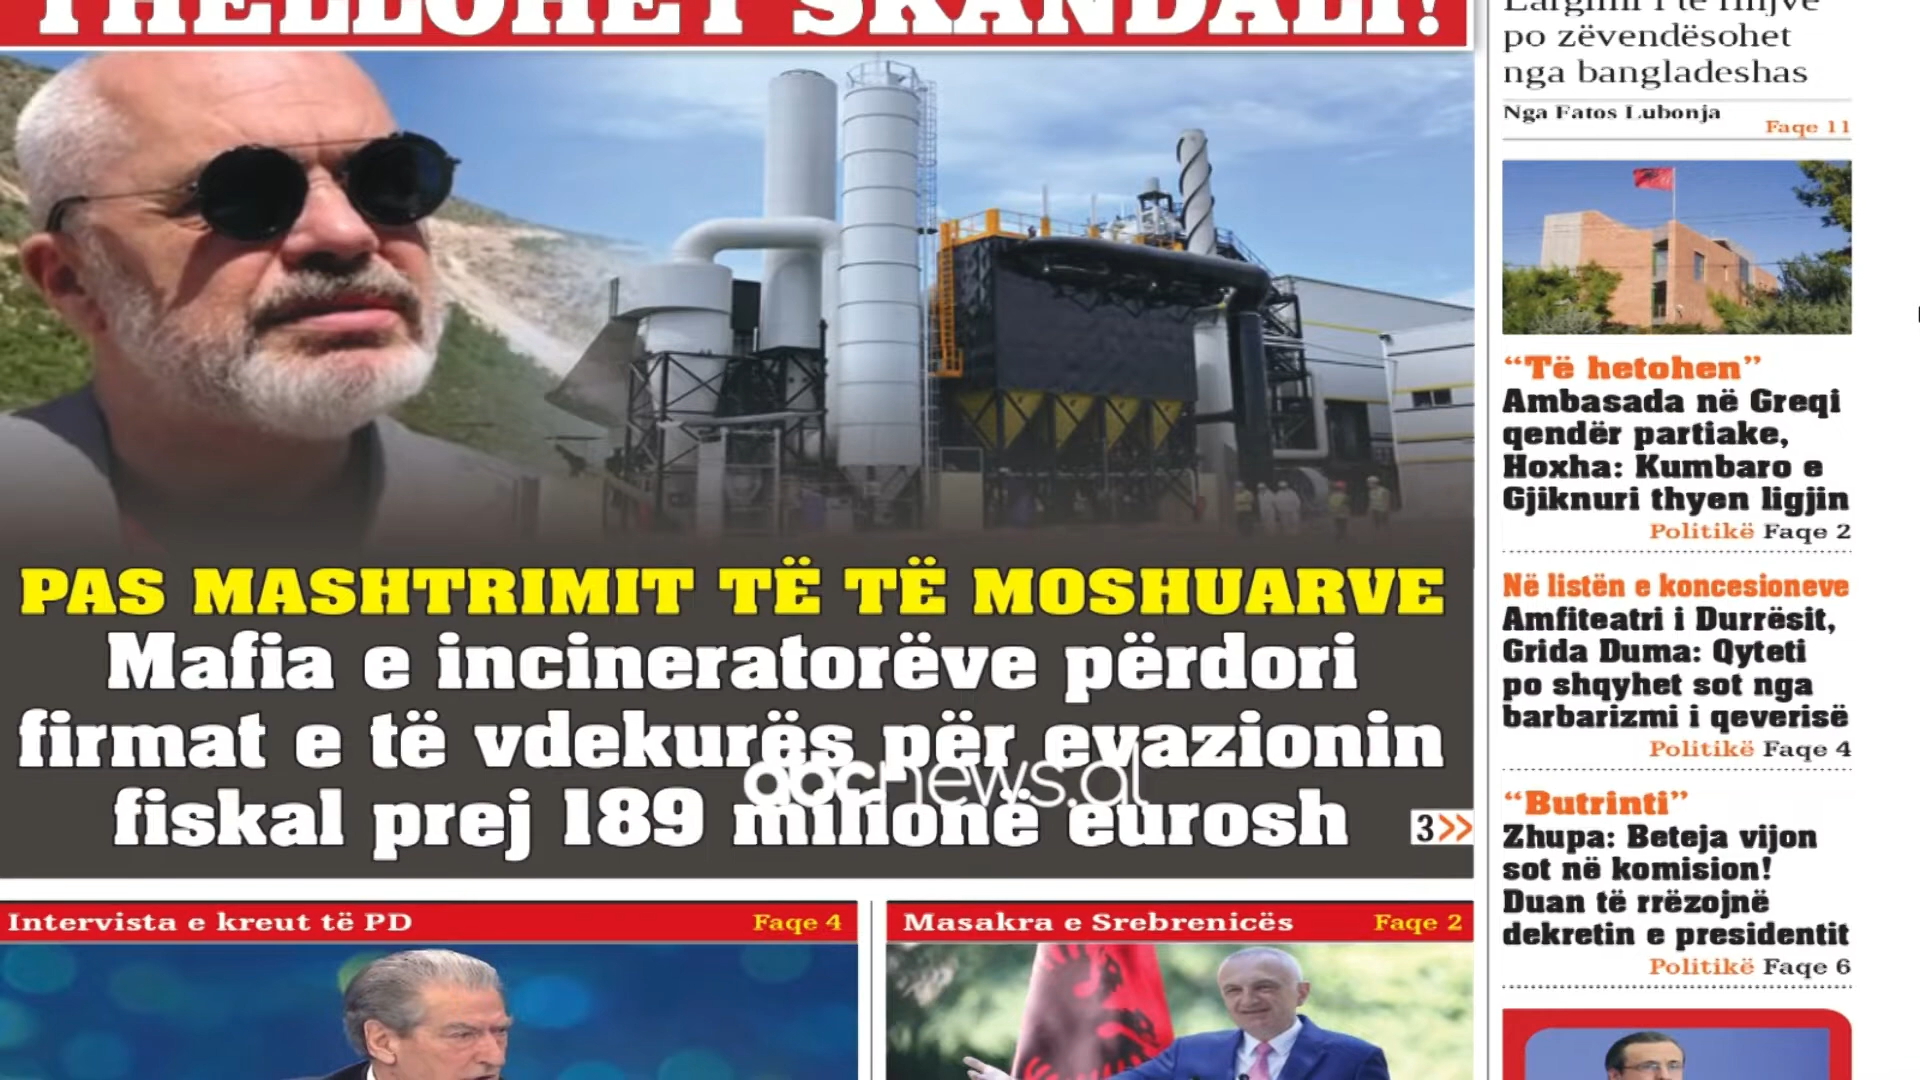 THELLOHET SKANDALI!
PAS MASHTRIMIT TË TË MOSHUARVE
Mafia e incineratorëve përdori
firmat e të vdekurës për evazionin
fiskal prej 189 milionë eurosh
3>>
abcnews.al
Intervista e kreut të PD Faqe 4
Masakra e Srebrenicës Faqe 2
Largimi i të rinjve
po zëvendësohet
nga bangladeshas
Nga Fatos Lubonja
Faqe 11
“Të hetohen”
Ambasada në Greqi
qendër partiake,
Hoxha: Kumbaro e
Gjiknuri thyen ligjin
Politikë Faqe 2
Në listën e koncesioneve
Amfiteatri i Durrësit,
Grida Duma: Qyteti
po shqyhet sot nga
barbarizmi i qeverisë
Politikë Faqe 4
“Butrinti”
Zhupa: Beteja vijon
sot në komision!
Duan të rrëzojnë
dekretin e presidentit
Politikë Faqe 6